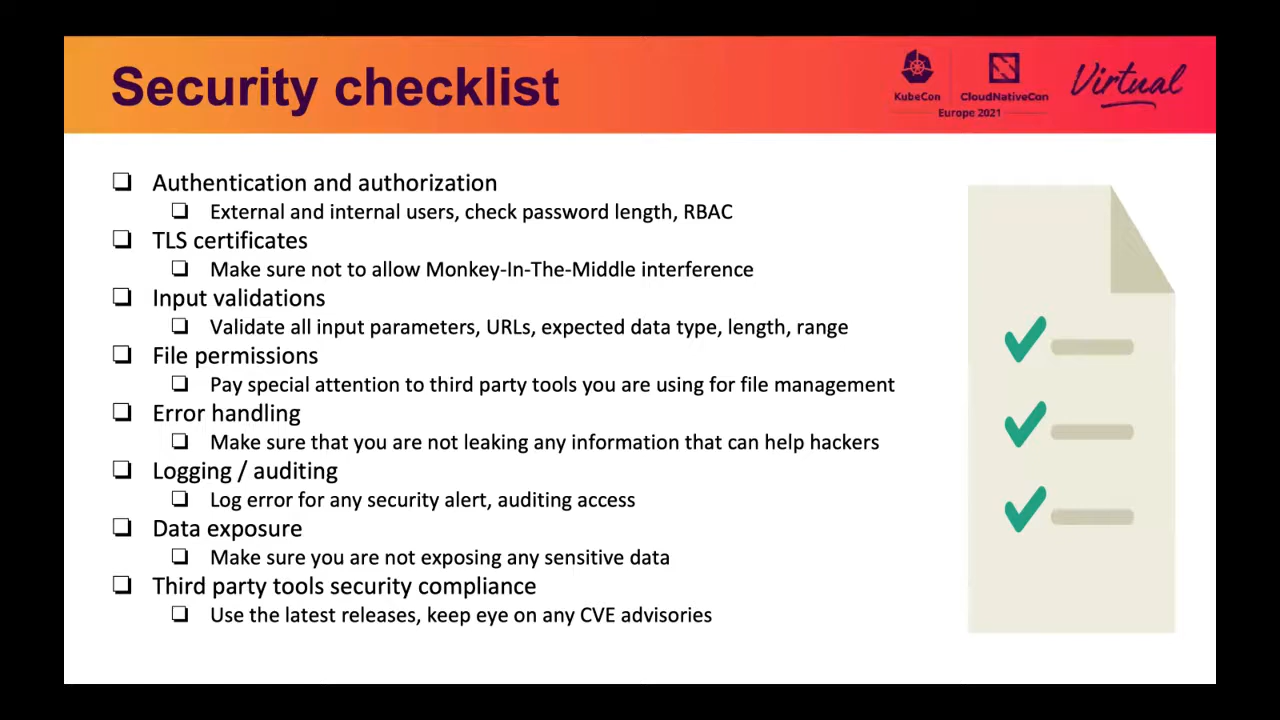 Security checklist
KubeCon
CloudNativeCon
Europe 2021
Virtual
Authentication and authorization
External and internal users, check password length, RBAC
TLS certificates
Make sure not to allow Monkey-In-The-Middle interference
Input validations
Validate all input parameters, URLs, expected data type, length, range
File permissions
Pay special attention to third party tools you are using for file management
Error handling
Make sure that you are not leaking any information that can help hackers
Logging / auditing
Log error for any security alert, auditing access
Data exposure
Make sure you are not exposing any sensitive data
Third party tools security compliance
Use the latest releases, keep eye on any CVE advisories